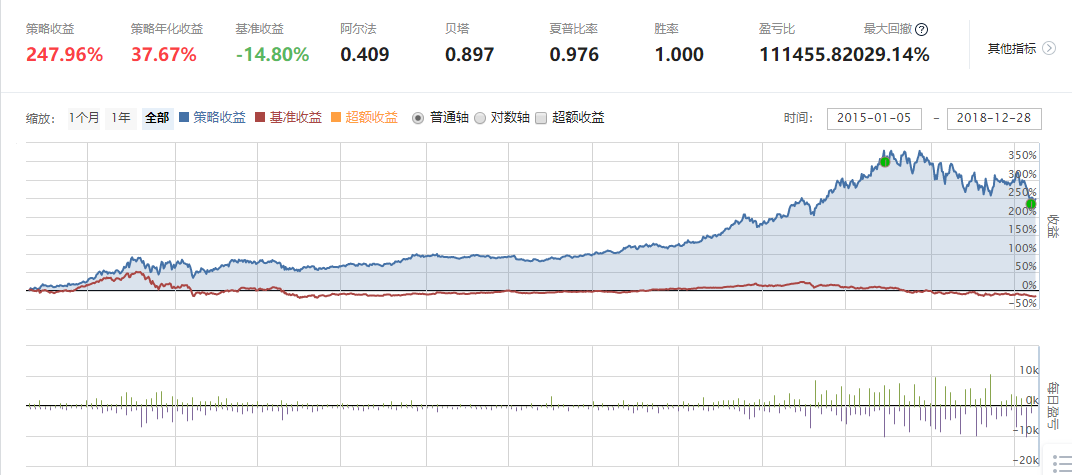 策略收益 策略年化收益 基准收益 阿尔法 贝塔 夏普比率 胜率 盈亏比 最大回撤 ?
247.96% 37.67% -14.80% 0.409 0.897 0.976 1.000 111455.82029.14%
其他指标
缩放: 1个月 1年 全部 策略收益 基准收益 超额收益 普通轴 对数轴 超额收益 时间: 2015-01-05 - 2018-12-28
350%
300%
250%
200%
150%
100%
50%
0%
-50%
收益
10k
0k
-10k
-20k
每日盈亏